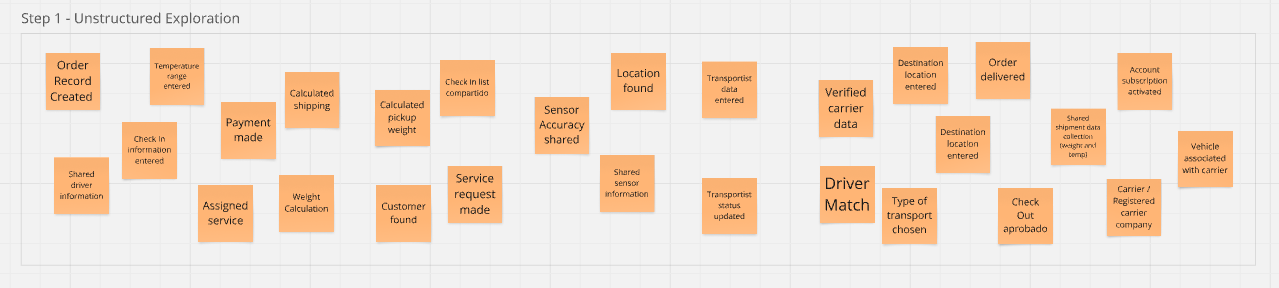 Step 1 - Unstructured Exploration
Order
Record
Created
Temperature
range
entered
Calculated
shipping
Check In list
compartido
Location
found
Transportist
data
entered
Destination
location
entered
Order
delivered
Account
subscription
activated
Payment
made
Calculated
pickup
weight
Sensor
Accuracy
shared
Verified
carrier
data
Check In
information
entered
Destination
location
entered
Shared
shipment data
collection
(weight and
temp)
Vehicle
associated
with carrier
Shared
driver
information
Assigned
service
Weight
Calculation
Customer
found
Service
request
made
Shared
sensor
information
Transportist
status
updated
Driver
Match
Type of
transport
chosen
Check
Out
aprobado
Carrier /
Registered
carrier
company